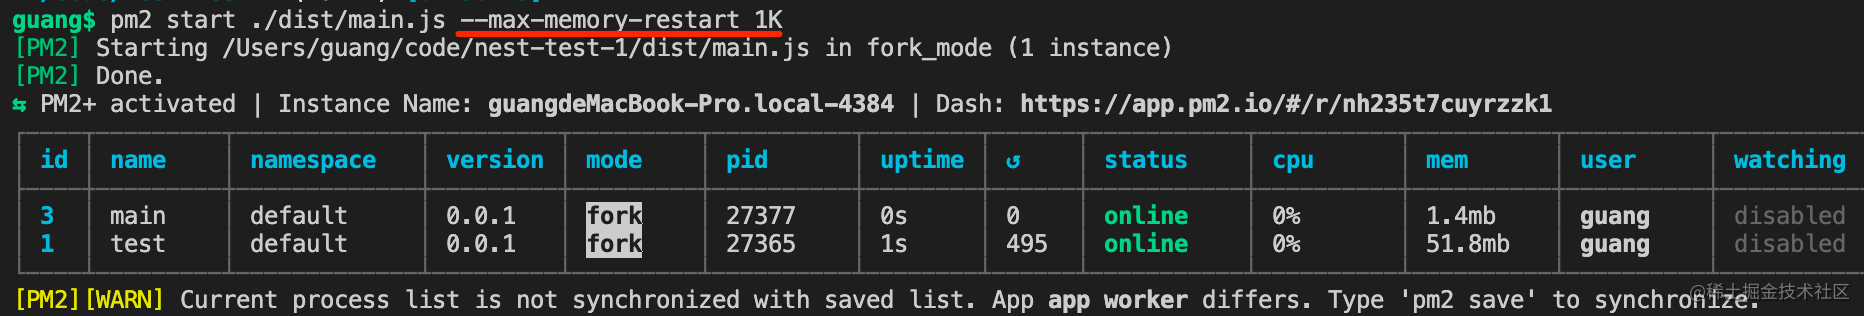 guang$ pm2 start ./dist/main.js --max-memory-restart 1K
[PM2] Starting /Users/guang/code/nest-test-1/dist/main.js in fork_mode (1 instance)
[PM2] Done.
⇆ PM2+ activated | Instance Name: guangdeMacBook-Pro.local-4384 | Dash: https://app.pm2.io/#/r/nh235t7cuyrzzk1
id name namespace version mode pid uptime ↺ status cpu mem user watching
3 main default 0.0.1 fork 27377 0s 0 online 0% 1.4mb guang disabled
1 test default 0.0.1 fork 27365 1s 495 online 0% 51.8mb guang disabled
[PM2][WARN] Current process list is not synchronized with saved list. App app worker differs. Type 'pm2 save' to synchronize.
@稀土掘金技术社区